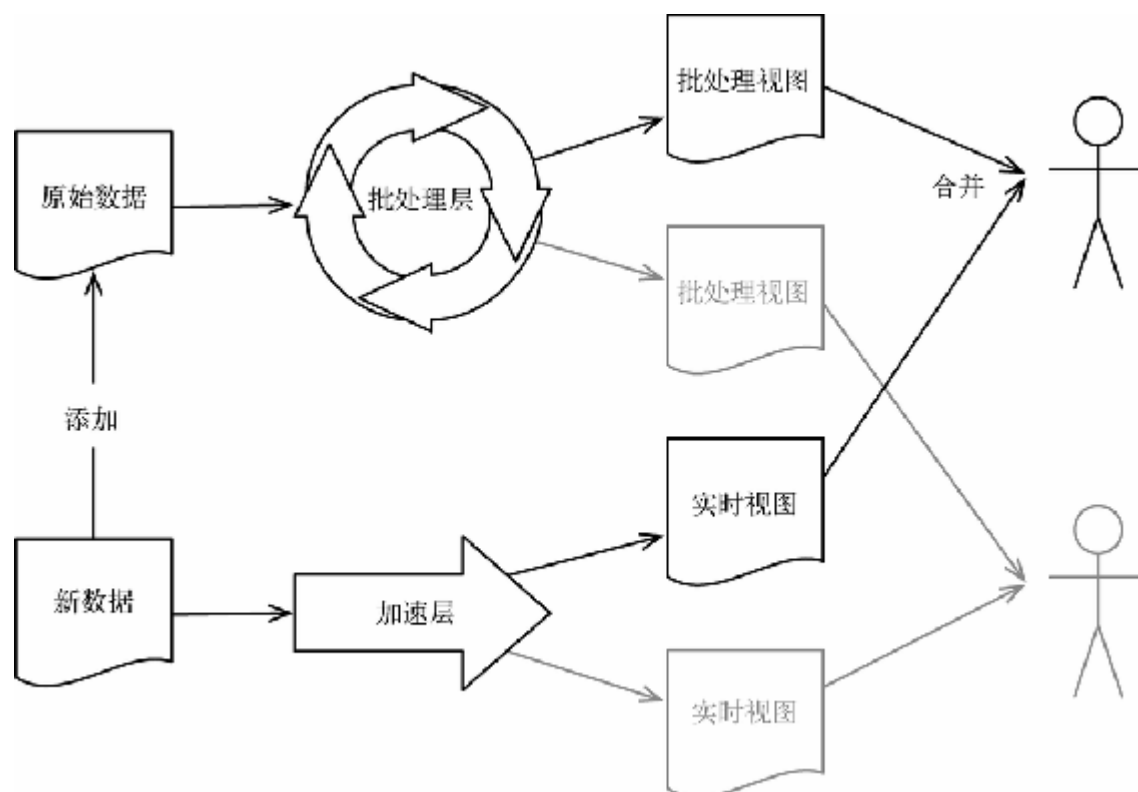 批处理视图
原始数据
批处理层
合并
批处理视图
添加
实时视图
新数据
加速层
实时视图